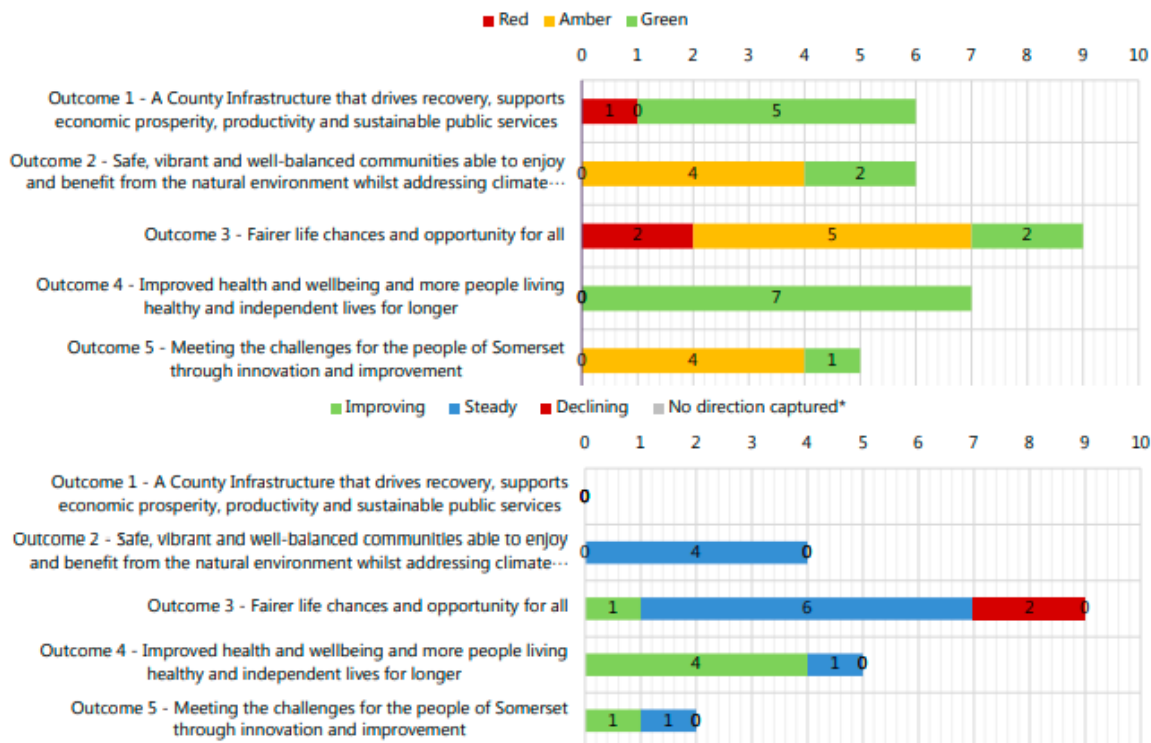 Red Amber Green
0 1 2 3 4 5 6 7 8 9 10
Outcome 1 - A County Infrastructure that drives recovery, supports
economic prosperity, productivity and sustainable public services
1 0 5
Outcome 2 - Safe, vibrant and well-balanced communities able to enjoy
and benefit from the natural environment whilst addressing climate…
0 4 2
Outcome 3 - Fairer life chances and opportunity for all
2 5 2
Outcome 4 - Improved health and wellbeing and more people living
healthy and independent lives for longer
0 7
Outcome 5 - Meeting the challenges for the people of Somerset
through innovation and improvement
0 4 1
Improving Steady Declining No direction captured*
0 1 2 3 4 5 6 7 8 9 10
Outcome 1 - A County Infrastructure that drives recovery, supports
economic prosperity, productivity and sustainable public services
0
Outcome 2 - Safe, vibrant and well-balanced communities able to enjoy
and benefit from the natural environment whilst addressing climate…
0 4 0
Outcome 3 - Fairer life chances and opportunity for all
1 6 2 0
Outcome 4 - Improved health and wellbeing and more people living
healthy and independent lives for longer
4 1 0
Outcome 5 - Meeting the challenges for the people of Somerset
through innovation and improvement
1 1 0